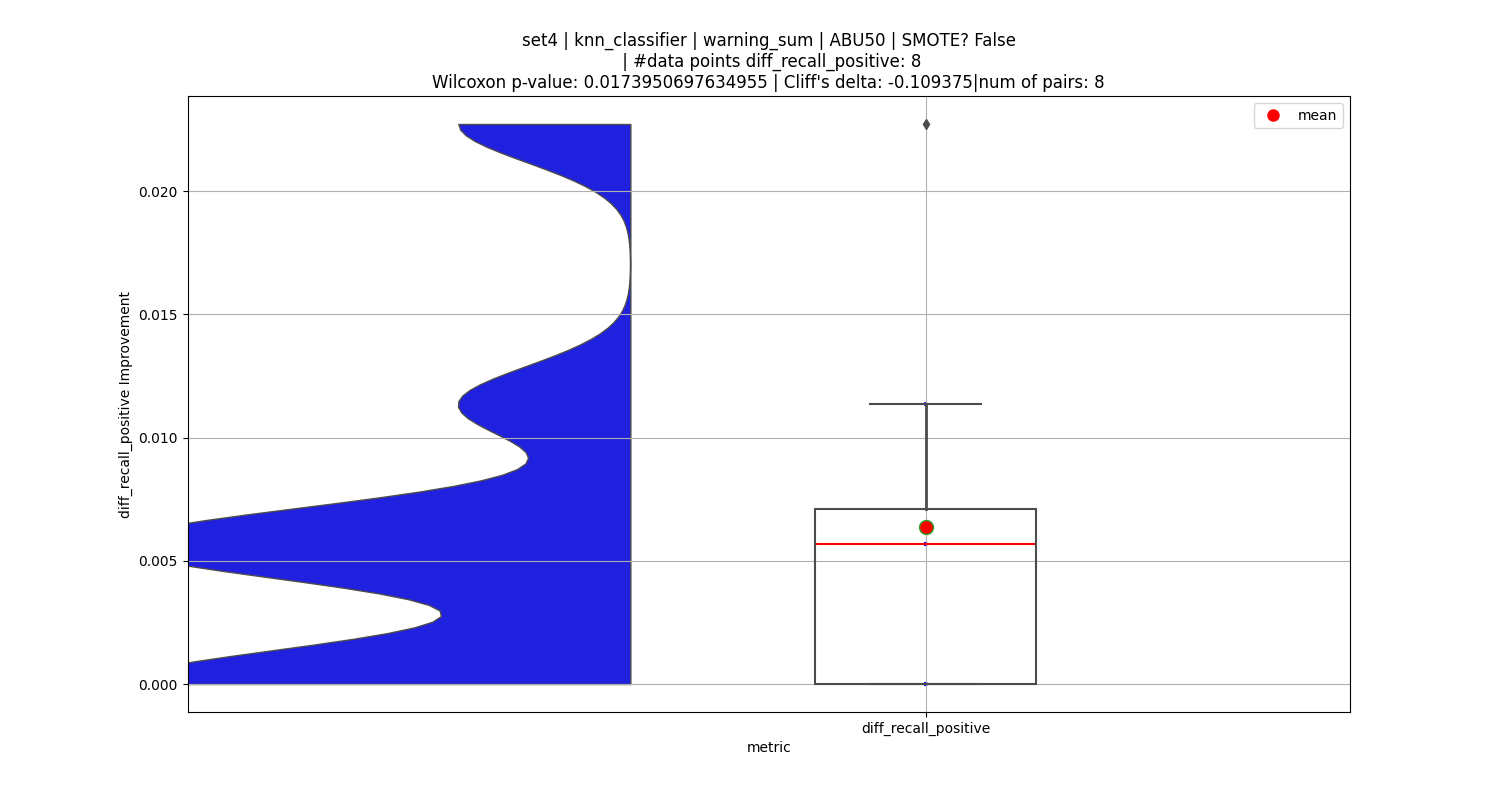 set4 | knn_classifier | warning_sum | ABU50 | SMOTE? False
| #data points diff_recall_positive: 8
Wilcoxon p-value: 0.0173950697634955 | Cliff's delta: -0.109375|num of pairs: 8
mean
diff_recall_positive Improvement
0.020
0.015
0.010
0.005
0.000
diff_recall_positive
metric